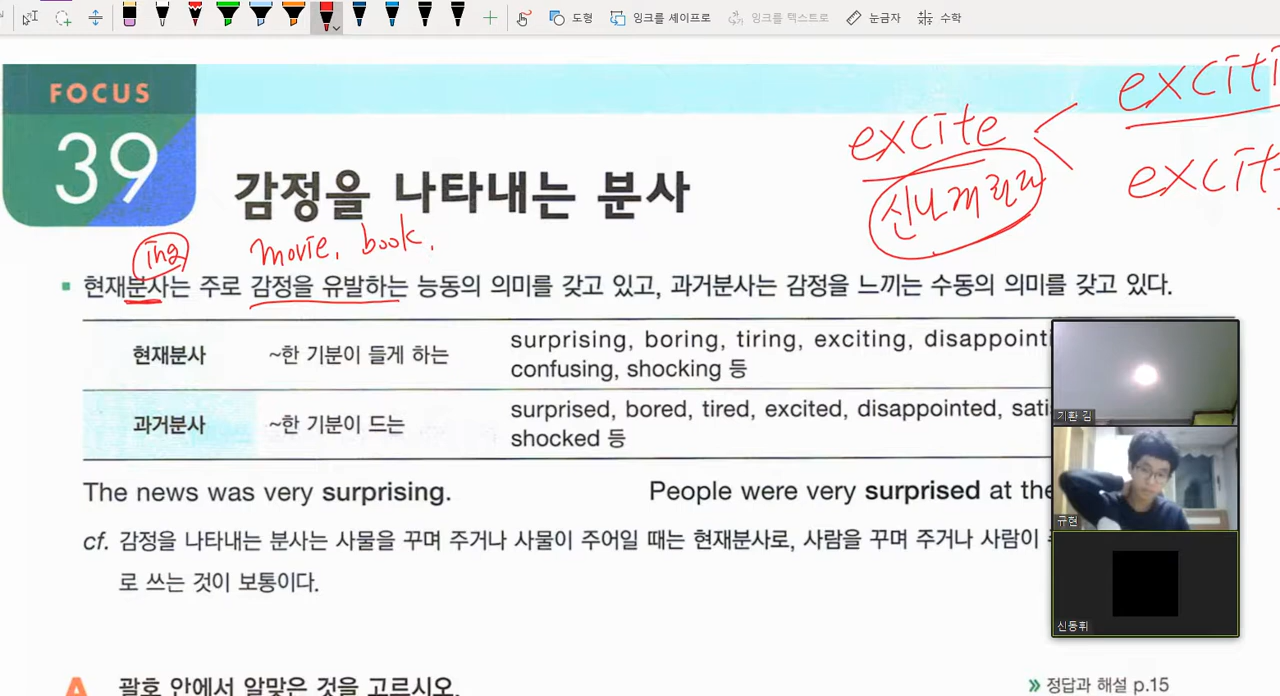 도형 잉크를 셰이프로 잉크를 텍스트로 눈금자 수학
FOCUS
39
감정을 나타내는 분사
excite
신나게 
exciti
excit
ing
movie, book,
현재분사는 주로 감정을 유발하는 능동의 의미를 갖고 있고, 과거분사는 감정을 느끼는 수동의 의미를 갖고 있다.
현재분사 ~한 기분이 들게 하는 surprising, boring, tiring, exciting, disappointi
confusing, shocking 등
과거분사 ~한 기분이 드는 surprised, bored, tired, excited, disappointed, sati
shocked 등
The news was very surprising. People were very surprised at the
cf. 감정을 나타내는 분사는 사물을 꾸며 주거나 사물이 주어일 때는 현재분사로, 사람을 꾸며 주거나 사람이
로 쓰는 것이 보통이다.
기환 김
규현
신동휘
A 괄호 안에서 알맞은 것을 고르시오.
정답과 해설 p.15